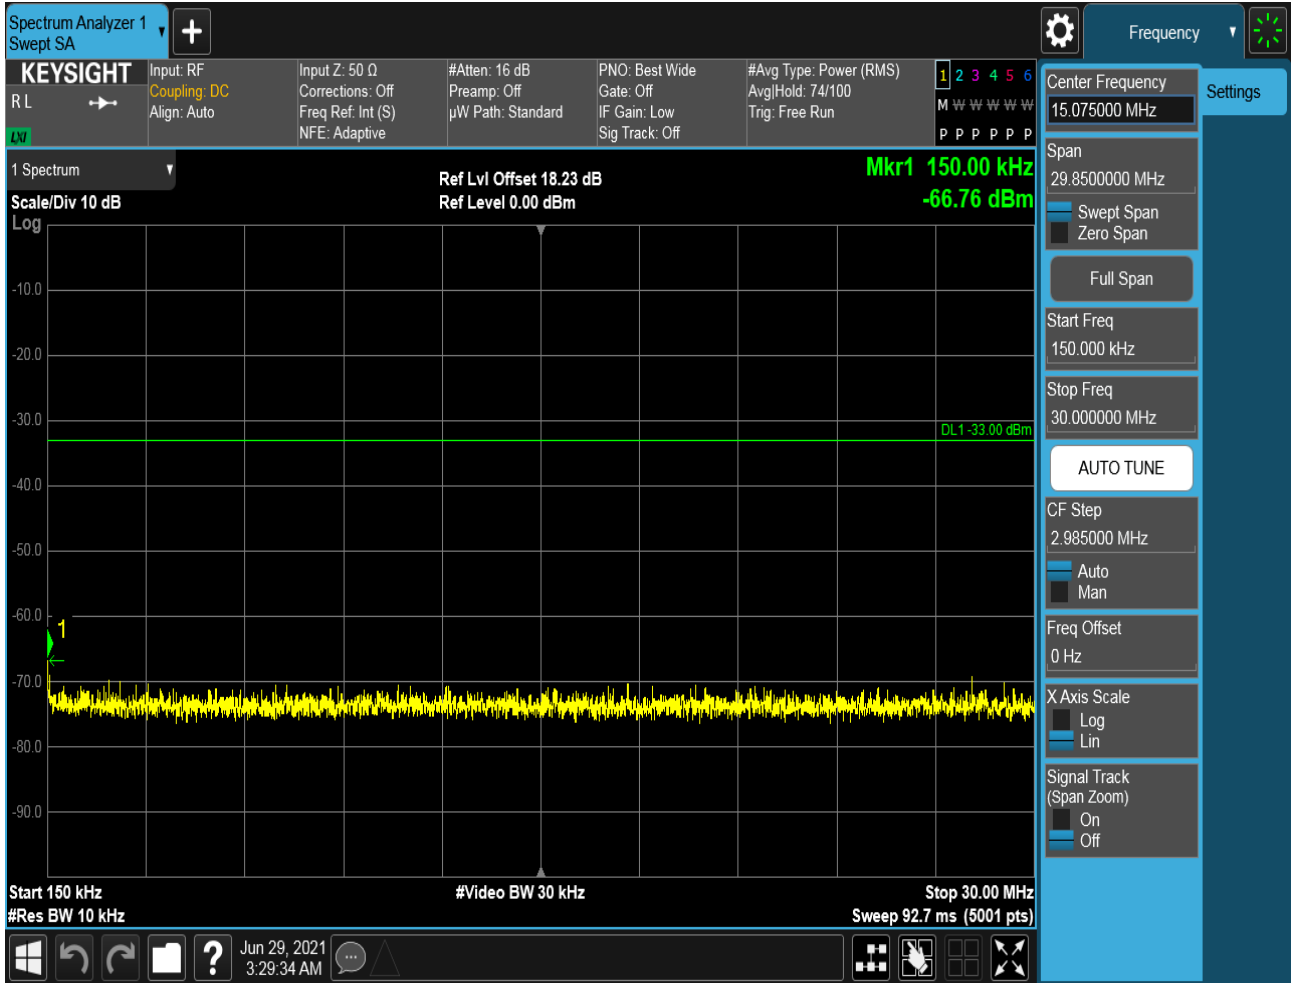 Spectrum Analyzer 1
Swept SA
+
Frequency
KEYSIGHT
R L
LXI
Input: RF
Coupling: DC
Align: Auto
Input Z: 50 Ω
Corrections: Off
Freq Ref: Int (S)
NFE: Adaptive
#Atten: 16 dB
Preamp: Off
µW Path: Standard
PNO: Best Wide
Gate: Off
IF Gain: Low
Sig Track: Off
#Avg Type: Power (RMS)
Avg|Hold: 74/100
Trig: Free Run
1 2 3 4 5 6
M W W W W W
P P P P P P
1 Spectrum
Scale/Div 10 dB
Log
Ref Lvl Offset 18.23 dB
Ref Level 0.00 dBm
Mkr1 150.00 kHz
-66.76 dBm
-10.0
-20.0
-30.0
DL1 -33.00 dBm
-40.0
-50.0
-60.0
1
-70.0
-80.0
-90.0
Start 150 kHz
#Res BW 10 kHz
#Video BW 30 kHz
Stop 30.00 MHz
Sweep 92.7 ms (5001 pts)
Center Frequency
15.075000 MHz
Settings
Span
29.8500000 MHz
Swept Span
Zero Span
Full Span
Start Freq
150.000 kHz
Stop Freq
30.000000 MHz
AUTO TUNE
CF Step
2.985000 MHz
Auto
Man
Freq Offset
0 Hz
X Axis Scale
Log
Lin
Signal Track
(Span Zoom)
On
Off
?
Jun 29, 2021
3:29:34 AM